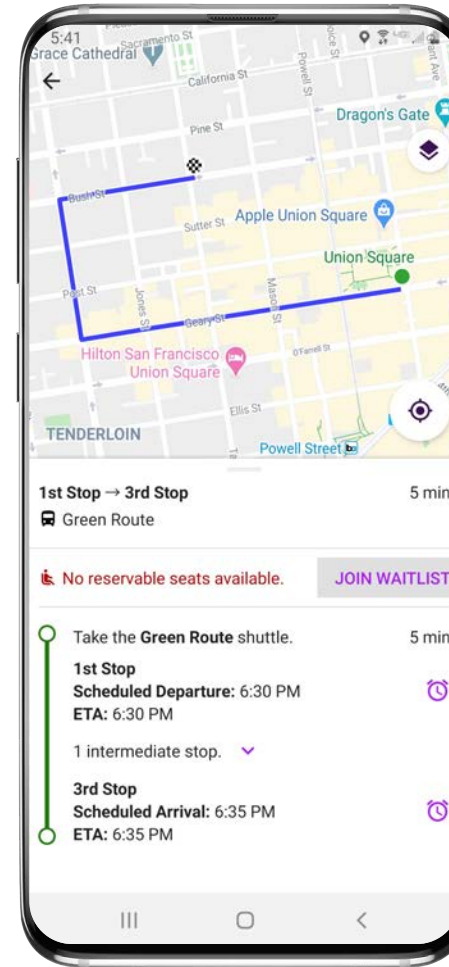 5:41
Sacramento St
Grace Cathedral
California St
Powell St
Grant Ave
Pine St
Dragon's Gate
Bush St
Sutter St
Apple Union Square
Union Square
Post St
Jones St
Mason St
Geary St
Hilton San Francisco
Union Square
O'Farrell St
Ellis St
TENDERLOIN
Powell Street
1st Stop → 3rd Stop
5 min
Green Route
No reservable seats available.
JOIN WAITLIST
Take the Green Route shuttle.
5 min
1st Stop
Scheduled Departure: 6:30 PM
ETA: 6:30 PM
1 intermediate stop.
3rd Stop
Scheduled Arrival: 6:35 PM
ETA: 6:35 PM